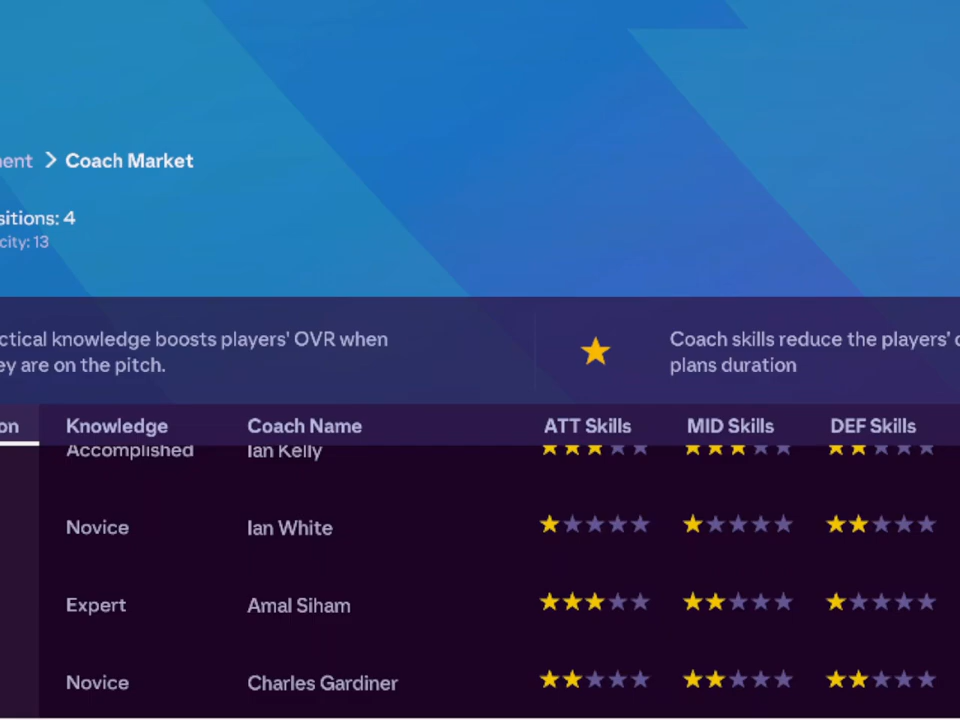 ent > Coach Market
sitions: 4
city: 13
ctical knowledge boosts players' OVR when
ey are on the pitch.
Coach skills reduce the players'
plans duration
on Knowledge Coach Name ATT Skills MID Skills DEF Skills
Accomplished Ian Kelly
Novice Ian White
Expert Amal Siham
Novice Charles Gardiner